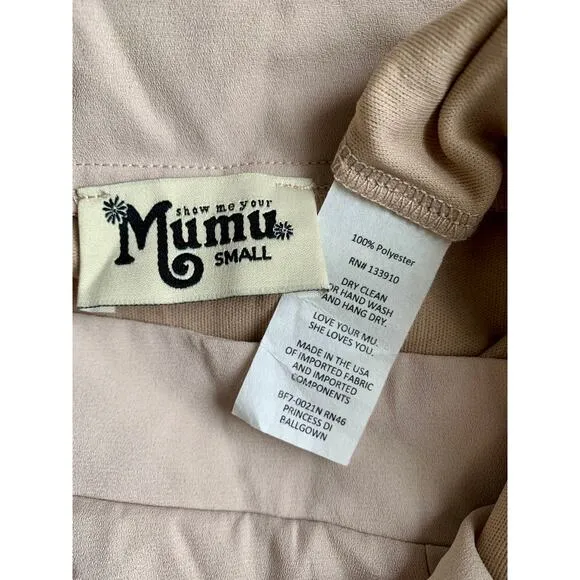 show me your
Mumu
SMALL
100% Polyester
RN# 133910
DRY CLEAN
OR HAND WASH
AND HANG DRY.
LOVE YOUR MU.
SHE LOVES YOU.
MADE IN THE USA
OF IMPORTED FABRIC
AND IMPORTED
COMPONENTS
BF7-0021N RN46
PRINCESS DI
BALLGOWN